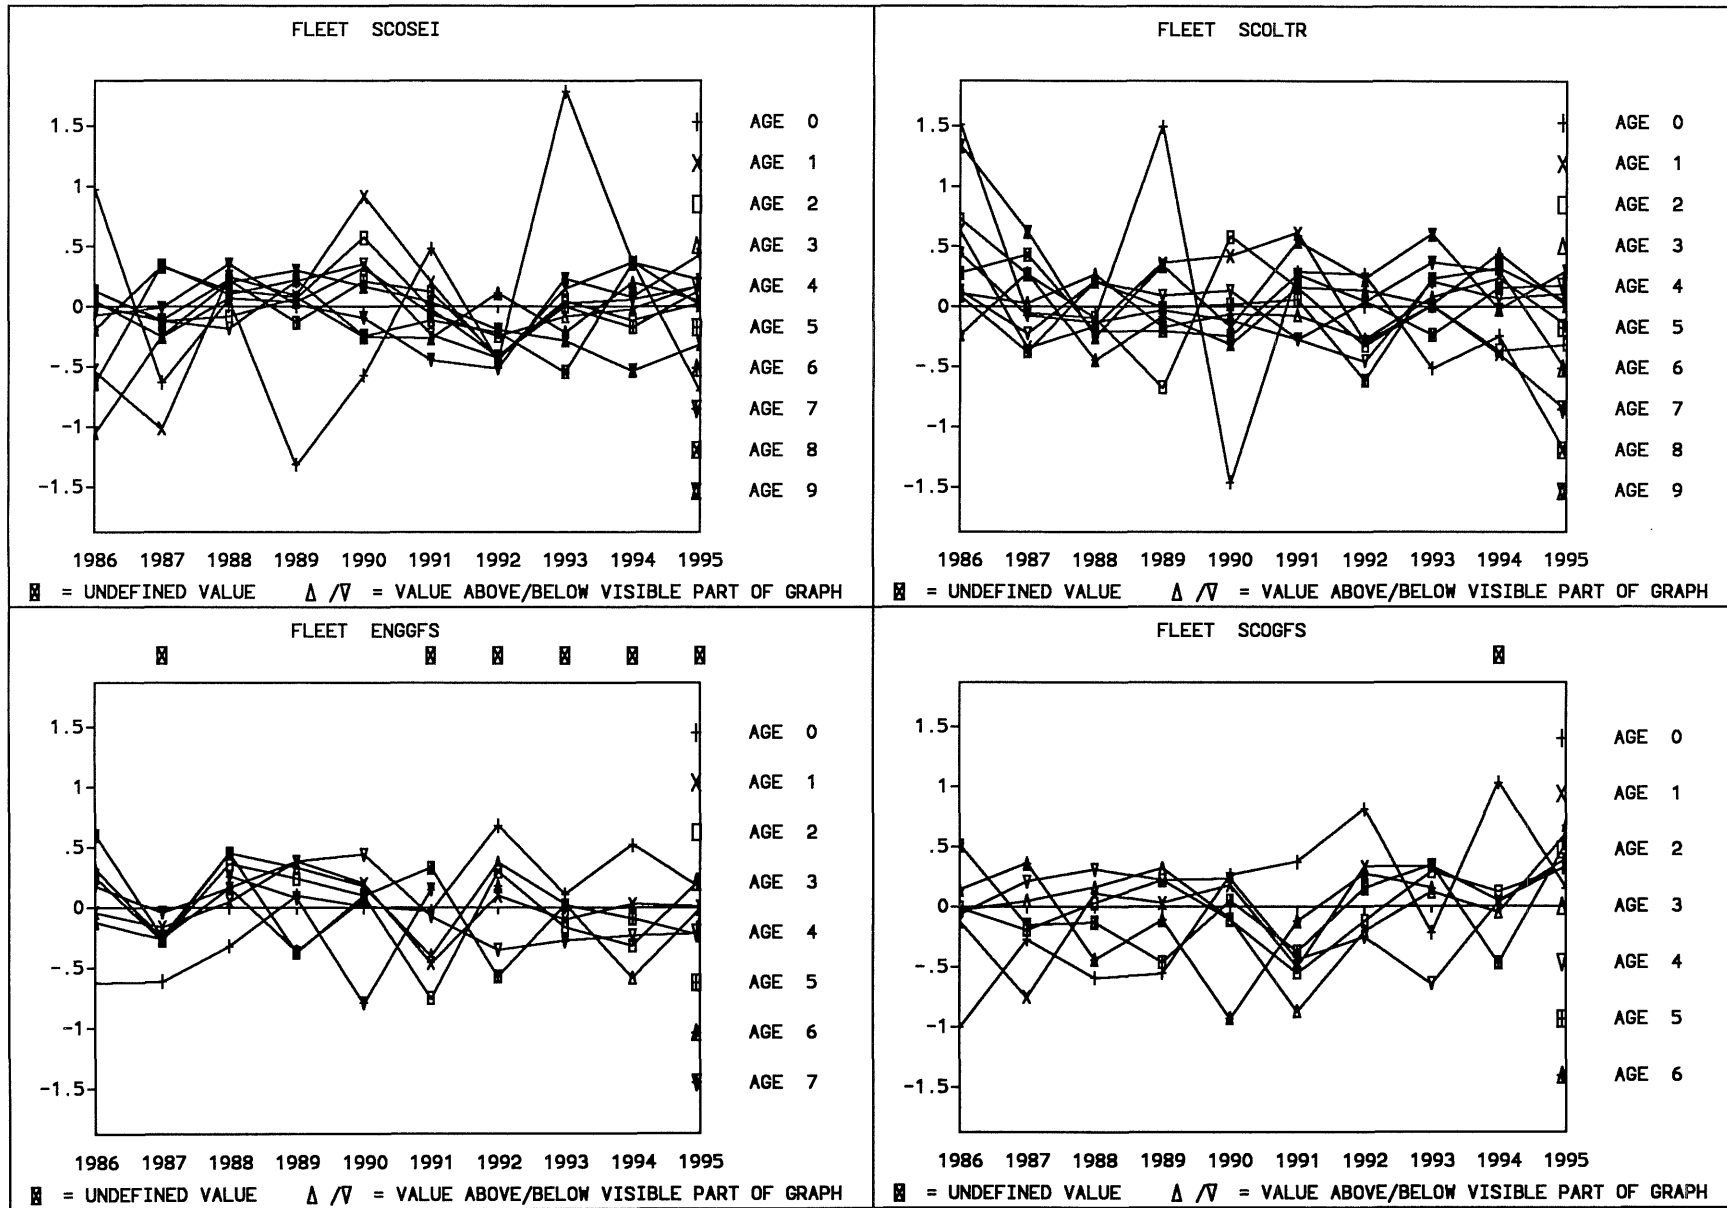 FLEET SCOSEI
1.5
1
.5
0
-.5
-1
-1.5
AGE 0
AGE 1
AGE 2
AGE 3
AGE 4
AGE 5
AGE 6
AGE 7
AGE 8
AGE 9
1986 1987 1988 1989 1990 1991 1992 1993 1994 1995
= UNDEFINED VALUE Δ /∇ = VALUE ABOVE/BELOW VISIBLE PART OF GRAPH
FLEET SCOLTR
1.5
1
.5
0
-.5
-1
-1.5
AGE 0
AGE 1
AGE 2
AGE 3
AGE 4
AGE 5
AGE 6
AGE 7
AGE 8
AGE 9
1986 1987 1988 1989 1990 1991 1992 1993 1994 1995
= UNDEFINED VALUE Δ /∇ = VALUE ABOVE/BELOW VISIBLE PART OF GRAPH
FLEET ENGGFS
1.5
1
.5
0
-.5
-1
-1.5
AGE 0
AGE 1
AGE 2
AGE 3
AGE 4
AGE 5
AGE 6
AGE 7
1986 1987 1988 1989 1990 1991 1992 1993 1994 1995
= UNDEFINED VALUE Δ /∇ = VALUE ABOVE/BELOW VISIBLE PART OF GRAPH
FLEET SCOGFS
1.5
1
.5
0
-.5
-1
-1.5
AGE 0
AGE 1
AGE 2
AGE 3
AGE 4
AGE 5
AGE 6
1986 1987 1988 1989 1990 1991 1992 1993 1994 1995
= UNDEFINED VALUE Δ /∇ = VALUE ABOVE/BELOW VISIBLE PART OF GRAPH